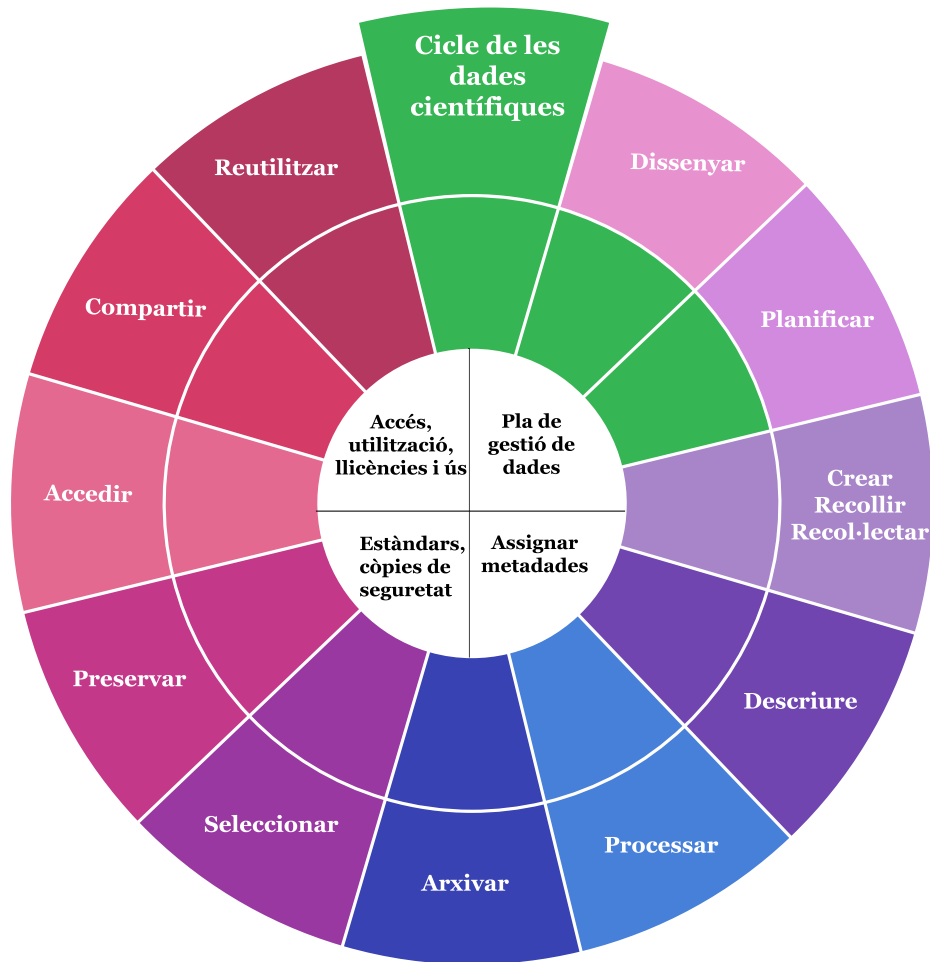 Cicle de les
dades
científiques
Dissenyar
Planificar
Crear
Recollir
Recol·lectar
Descriure
Processar
Arxivar
Seleccionar
Preservar
Accedir
Compartir
Reutilitzar
Accés,
utilització,
llicències i ús
Pla de
gestió de
dades
Estàndars,
còpies de
seguretat
Assignar
metadades